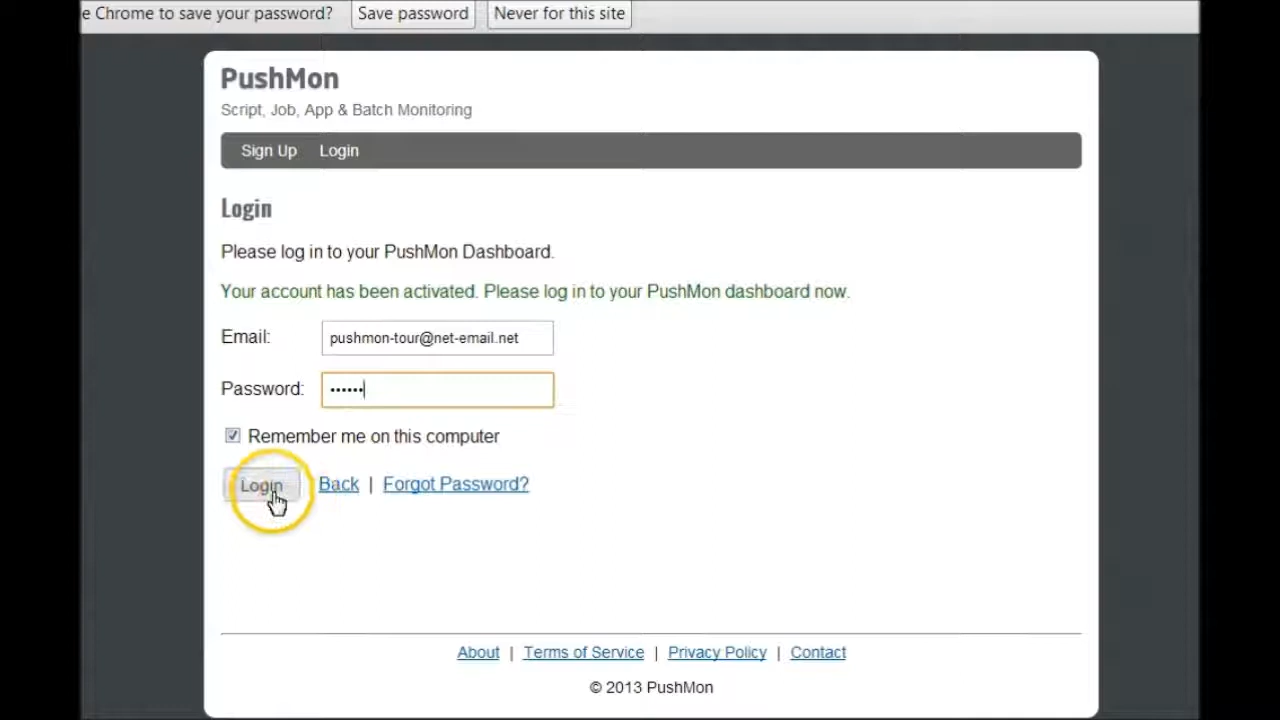 e Chrome to save your password? Save password Never for this site
PushMon
Script, Job, App & Batch Monitoring
Sign Up Login
Login
Please log in to your PushMon Dashboard.
Your account has been activated. Please log in to your PushMon dashboard now.
Email: pushmon-tour@net-email.net
Password: ••••••
Remember me on this computer
Login Back | Forgot Password?
About | Terms of Service | Privacy Policy | Contact
© 2013 PushMon